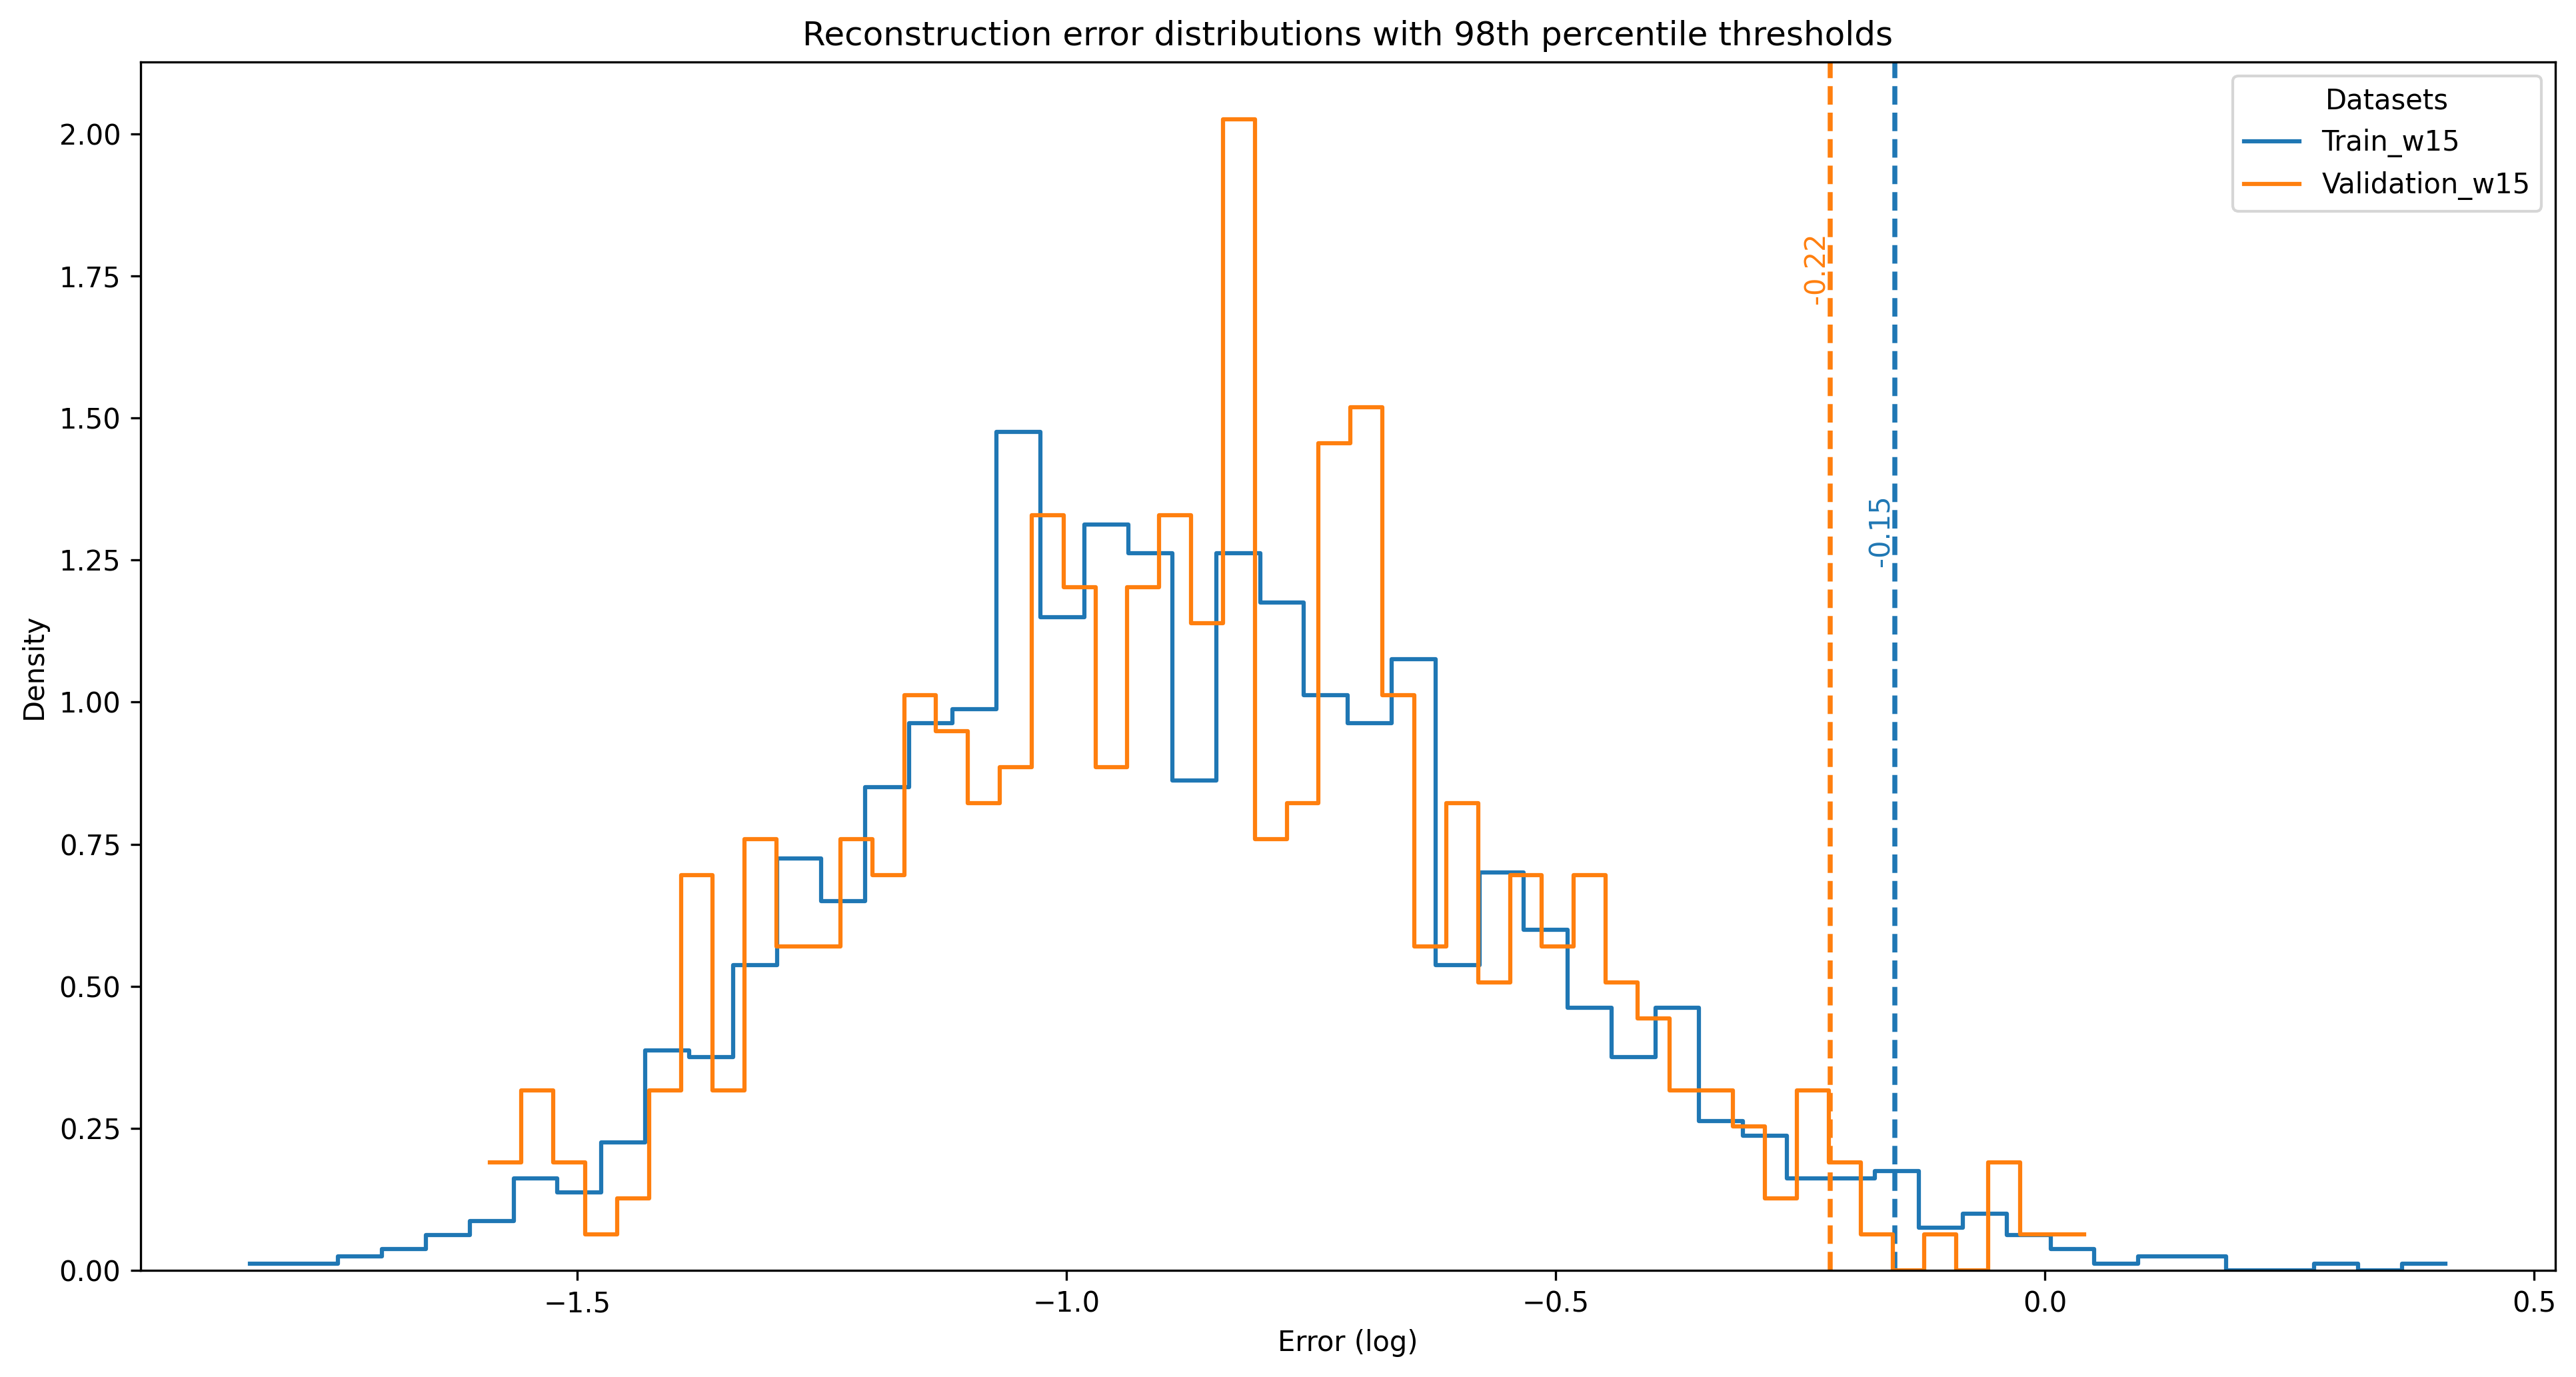 Reconstruction error distributions with 98th percentile thresholds
Datasets
Train_w15
Validation_w15
-0.22
-0.15
2.00
1.75
1.50
1.25
1.00
0.75
0.50
0.25
0.00
Density
−1.5
−1.0
−0.5
0.0
0.5
Error (log)